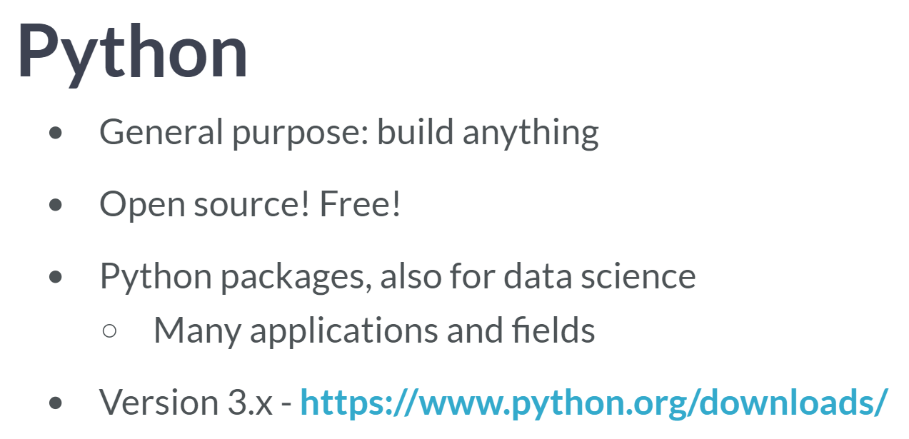 Python
• General purpose: build anything
• Open source! Free!
• Python packages, also for data science
○ Many applications and fields
• Version 3.x - https://www.python.org/downloads/